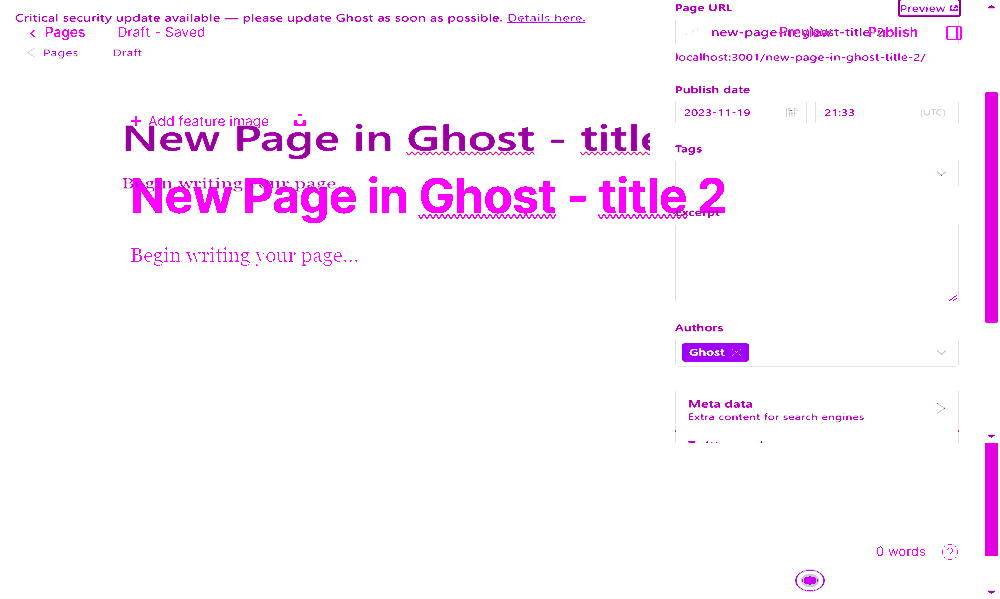 Critical security update available — please update Ghost as soon as possible. Details here.
Pages
Draft - Saved
Pages
Draft
Add feature image
New Page in Ghost - title
Begin writing your page...
New Page in Ghost - title 2
Begin writing your page...
Page URL
Preview
new-page-in-ghost-title-2
Preview
Publish
localhost:3001/new-page-in-ghost-title-2/
Publish date
2023-11-19
21:33
(UTC)
Tags
Excerpt
Authors
Ghost
Meta data
Extra content for search engines
0 words
?